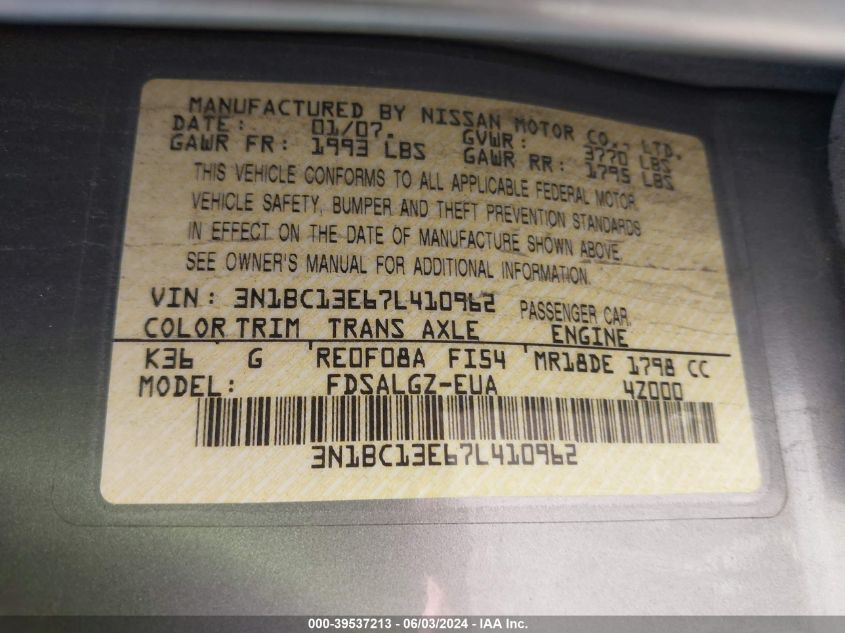 MANUFACTURED BY NISSAN MOTOR CO., LTD.
DATE: 01/07. GVWR: 3770 LBS
GAWR FR: 1993 LBS GAWR RR: 1795 LBS
THIS VEHICLE CONFORMS TO ALL APPLICABLE FEDERAL MOTOR
VEHICLE SAFETY, BUMPER AND THEFT PREVENTION STANDARDS
IN EFFECT ON THE DATE OF MANUFACTURE SHOWN ABOVE.
SEE OWNER'S MANUAL FOR ADDITIONAL INFORMATION.
VIN: 3N1BC13E67L410962 PASSENGER CAR
COLOR TRIM TRANS AXLE ENGINE
K36 G RE0F08A FI54 MR18DE 1798 CC
MODEL: FDSALGZ-EUA 4Z000
3N1BC13E67L410962
000-39537213 - 06/03/2024 - IAA Inc.